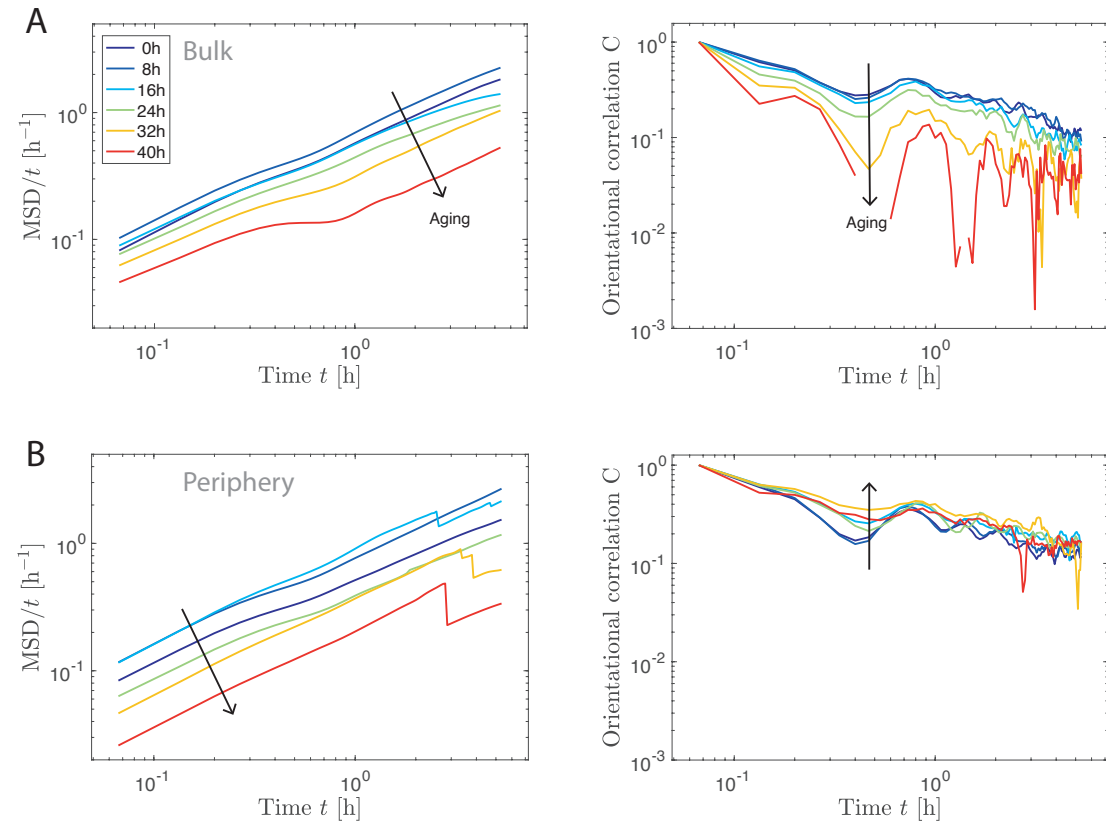 A
Bulk
0h
8h
16h
24h
32h
40h
Aging
MSD/t [h⁻¹]
10⁰
10⁻¹
10⁻¹
10⁰
Time t [h]
Orientational correlation C
10⁰
10⁻¹
10⁻²
10⁻³
Aging
10⁻¹
10⁰
Time t [h]
B
Periphery
MSD/t [h⁻¹]
10⁰
10⁻¹
10⁻¹
10⁰
Time t [h]
Orientational correlation C
10⁰
10⁻¹
10⁻²
10⁻³
10⁻¹
10⁰
Time t [h]